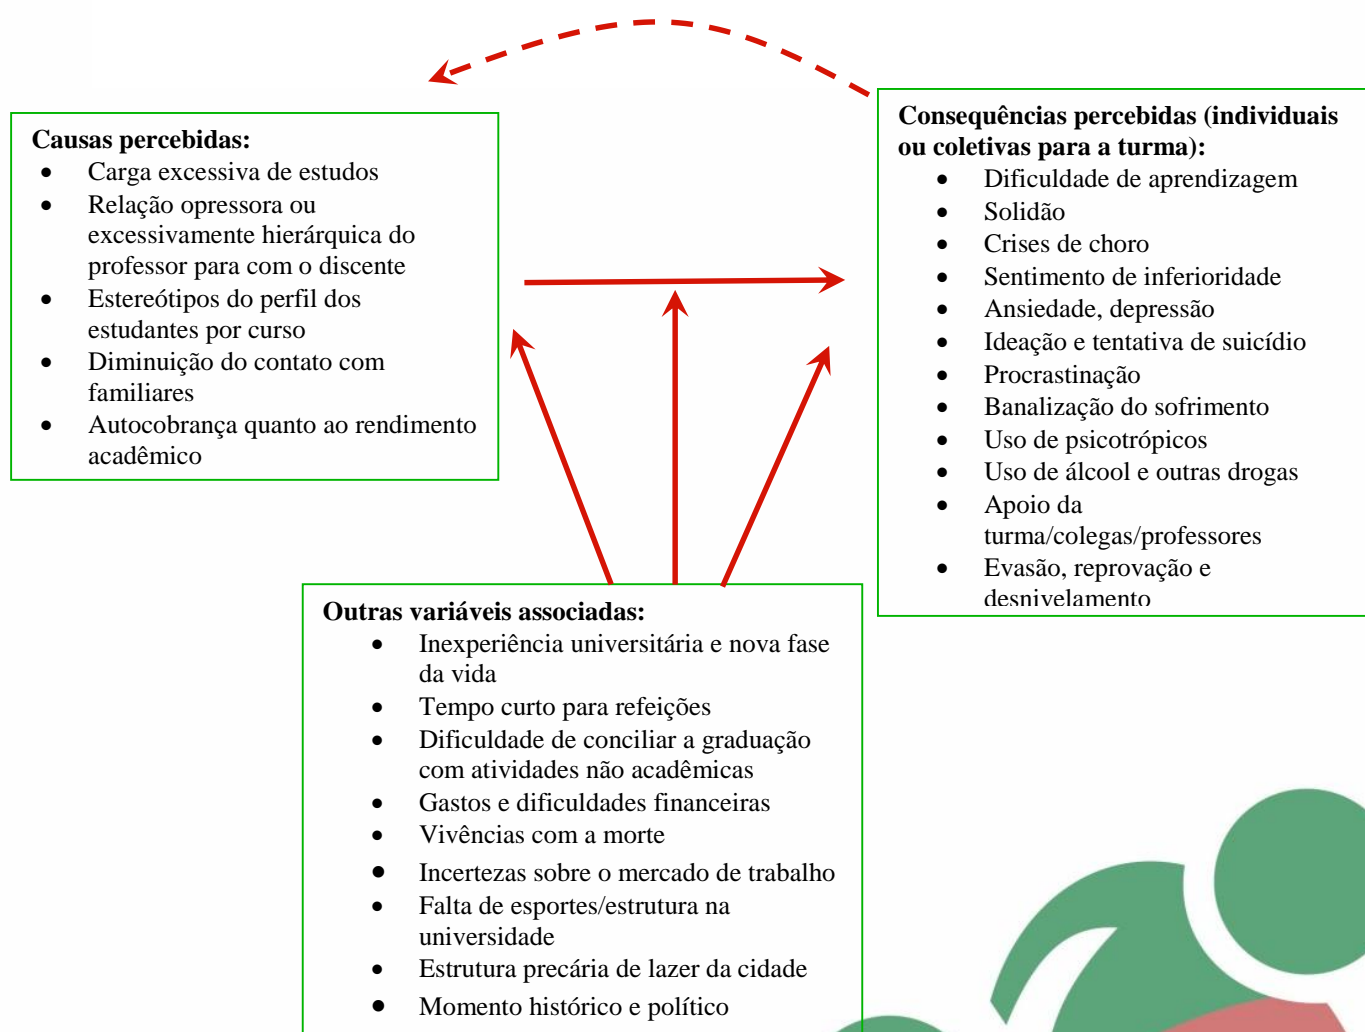 Causas percebidas:
• Carga excessiva de estudos
• Relação opressora ou
excessivamente hierárquica do
professor para com o discente
• Estereótipos do perfil dos
estudantes por curso
• Diminuição do contato com
familiares
• Autocobrança quanto ao rendimento
acadêmico
Consequências percebidas (individuais
ou coletivas para a turma):
• Dificuldade de aprendizagem
• Solidão
• Crises de choro
• Sentimento de inferioridade
• Ansiedade, depressão
• Ideação e tentativa de suicídio
• Procrastinação
• Banalização do sofrimento
• Uso de psicotrópicos
• Uso de álcool e outras drogas
• Apoio da
turma/colegas/professores
• Evasão, reprovação e
desnivelamento
Outras variáveis associadas:
• Inexperiência universitária e nova fase
da vida
• Tempo curto para refeições
• Dificuldade de conciliar a graduação
com atividades não acadêmicas
• Gastos e dificuldades financeiras
• Vivências com a morte
• Incertezas sobre o mercado de trabalho
• Falta de esportes/estrutura na
universidade
• Estrutura precária de lazer da cidade
• Momento histórico e político